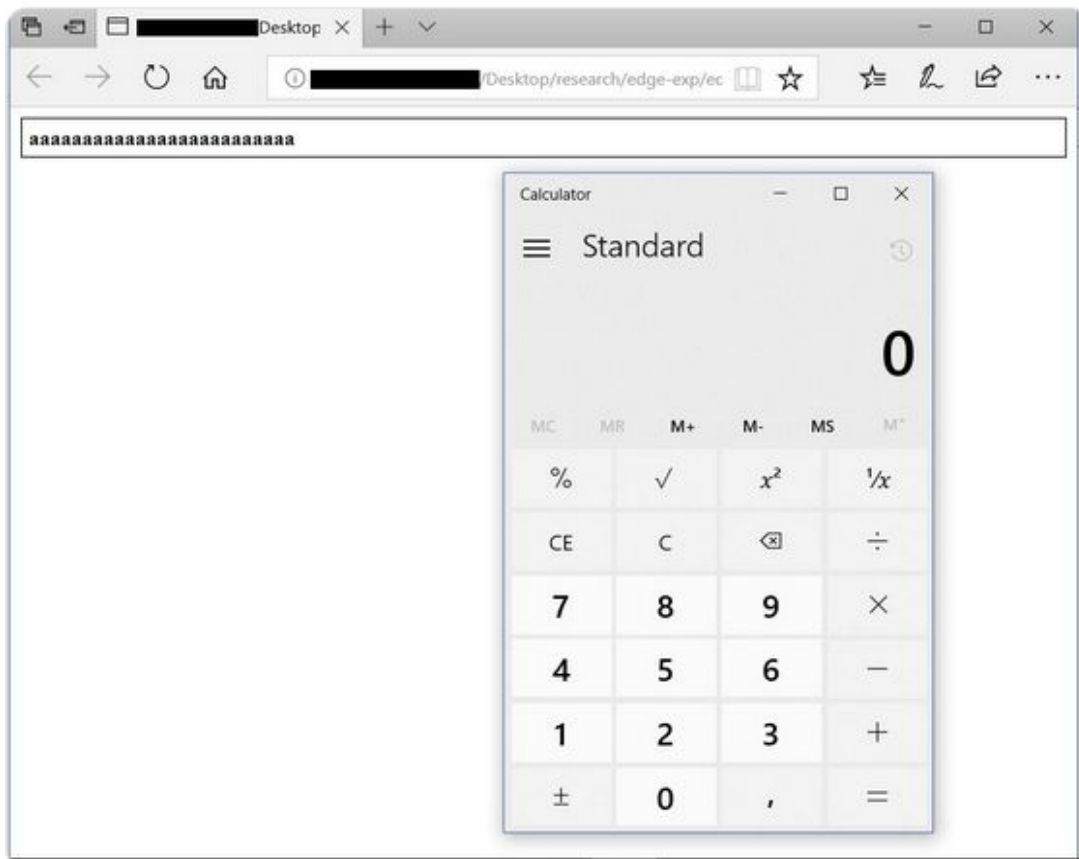 Desktop
/Desktop/research/edge-exp/ec
aaaaaaaaaaaaaaaaaaaaaaaaa
Calculator
Standard
0
MC MR M+ M- MS M˅
% √ x² ¹/x
CE C ÷
7 8 9 ×
4 5 6 −
1 2 3 +
± 0 , =